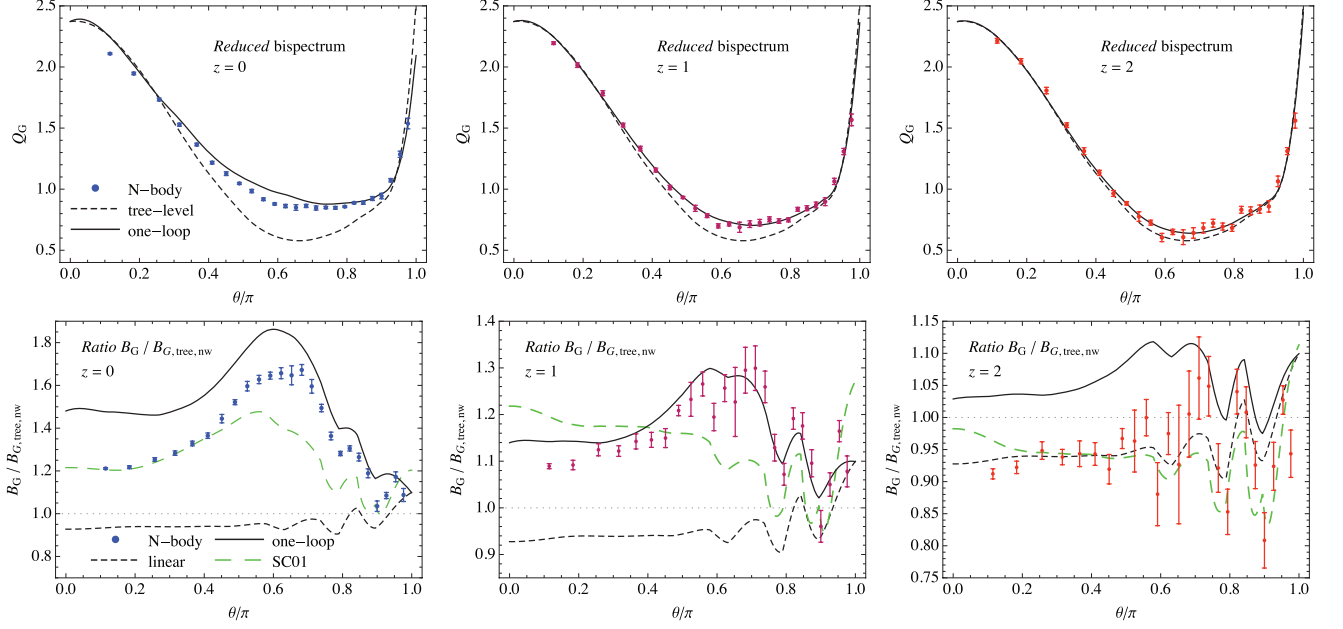 Reduced bispectrum
z = 0
Q_G
2.5
2.0
1.5
1.0
0.5
N−body
tree−level
one−loop
0.0 0.2 0.4 0.6 0.8 1.0
θ/π
Reduced bispectrum
z = 1
Q_G
2.5
2.0
1.5
1.0
0.5
0.0 0.2 0.4 0.6 0.8 1.0
θ/π
Reduced bispectrum
z = 2
Q_G
2.5
2.0
1.5
1.0
0.5
0.0 0.2 0.4 0.6 0.8 1.0
θ/π
Ratio B_G / B_{G, tree, nw}
z = 0
B_G / B_{G, tree, nw}
1.8
1.6
1.4
1.2
1.0
0.8
N−body one−loop
linear SC01
0.0 0.2 0.4 0.6 0.8 1.0
θ/π
Ratio B_G / B_{G, tree, nw}
z = 1
B_G / B_{G, tree, nw}
1.4
1.3
1.2
1.1
1.0
0.9
0.0 0.2 0.4 0.6 0.8 1.0
θ/π
Ratio B_G / B_{G, tree, nw}
z = 2
B_G / B_{G, tree, nw}
1.15
1.10
1.05
1.00
0.95
0.90
0.85
0.80
0.75
0.0 0.2 0.4 0.6 0.8 1.0
θ/π